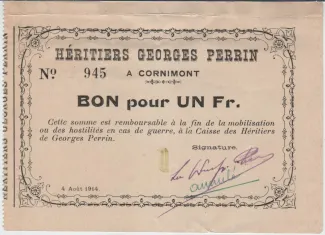 HÉRITIERS GEORGES PERRIN
HÉRITIERS GEORGES PERRIN
No 945 A CORNIMONT
BON pour UN Fr.
Cette somme est remboursable à la fin de la mobilisation
ou des hostilités en cas de guerre, à la Caisse des Héritiers
de Georges Perrin.
Signature.
4 Août 1914.